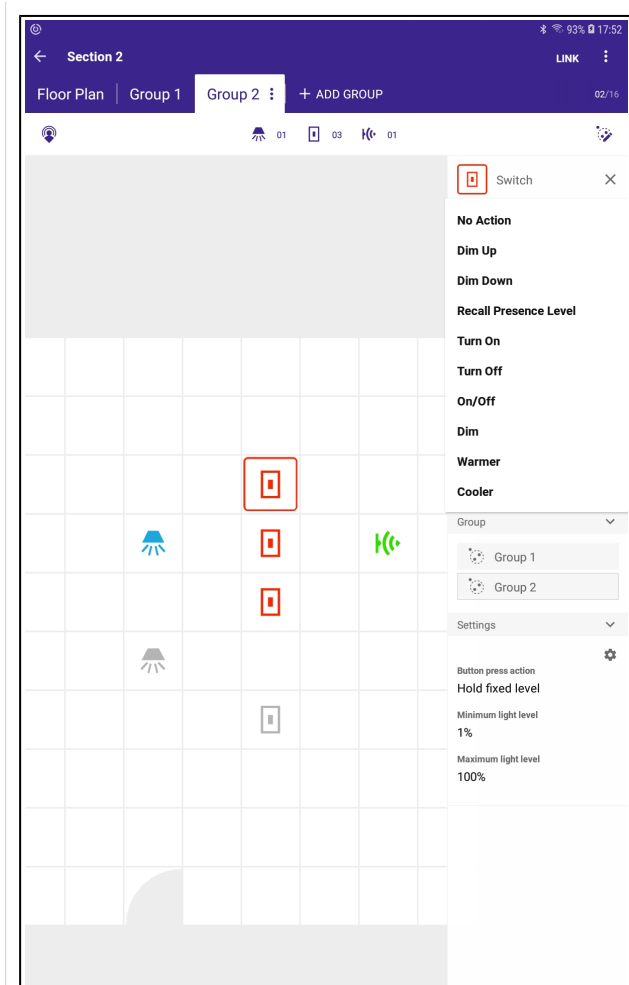 93% 17:52
Section 2 LINK
Floor Plan Group 1 Group 2 + ADD GROUP 02/16
01 03 01
Switch
No Action
Dim Up
Dim Down
Recall Presence Level
Turn On
Turn Off
On/Off
Dim
Warmer
Cooler
Group
Group 1
Group 2
Settings
Button press action
Hold fixed level
Minimum light level
1%
Maximum light level
100%